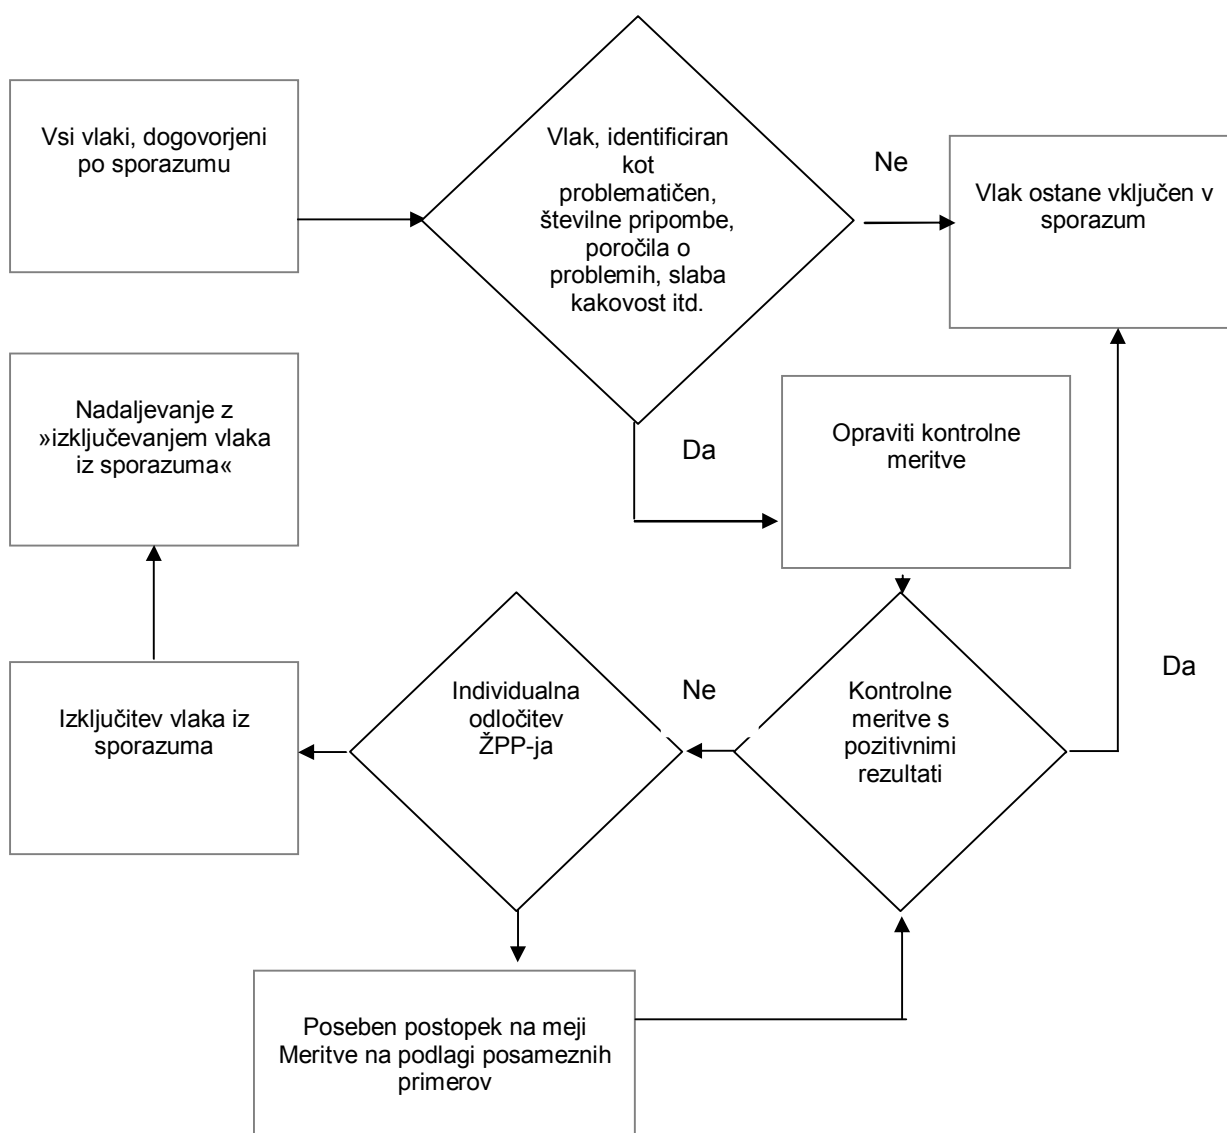 Vsi vlaki, dogovorjeni
po sporazumu
Vlak, identificiran
kot
problematičen,
številne pripombe,
poročila o
problemih, slaba
kakovost itd.
Ne
Vlak ostane vključen v
sporazum
Da
Opraviti kontrolne
meritve
Kontrolne
meritve s
pozitivnimi
rezultati
Da
Ne
Individualna
odločitev
ŽPP-ja
Izključitev vlaka iz
sporazuma
Nadaljevanje z
»izključevanjem vlaka
iz sporazuma«
Poseben postopek na meji
Meritve na podlagi posameznih
primerov